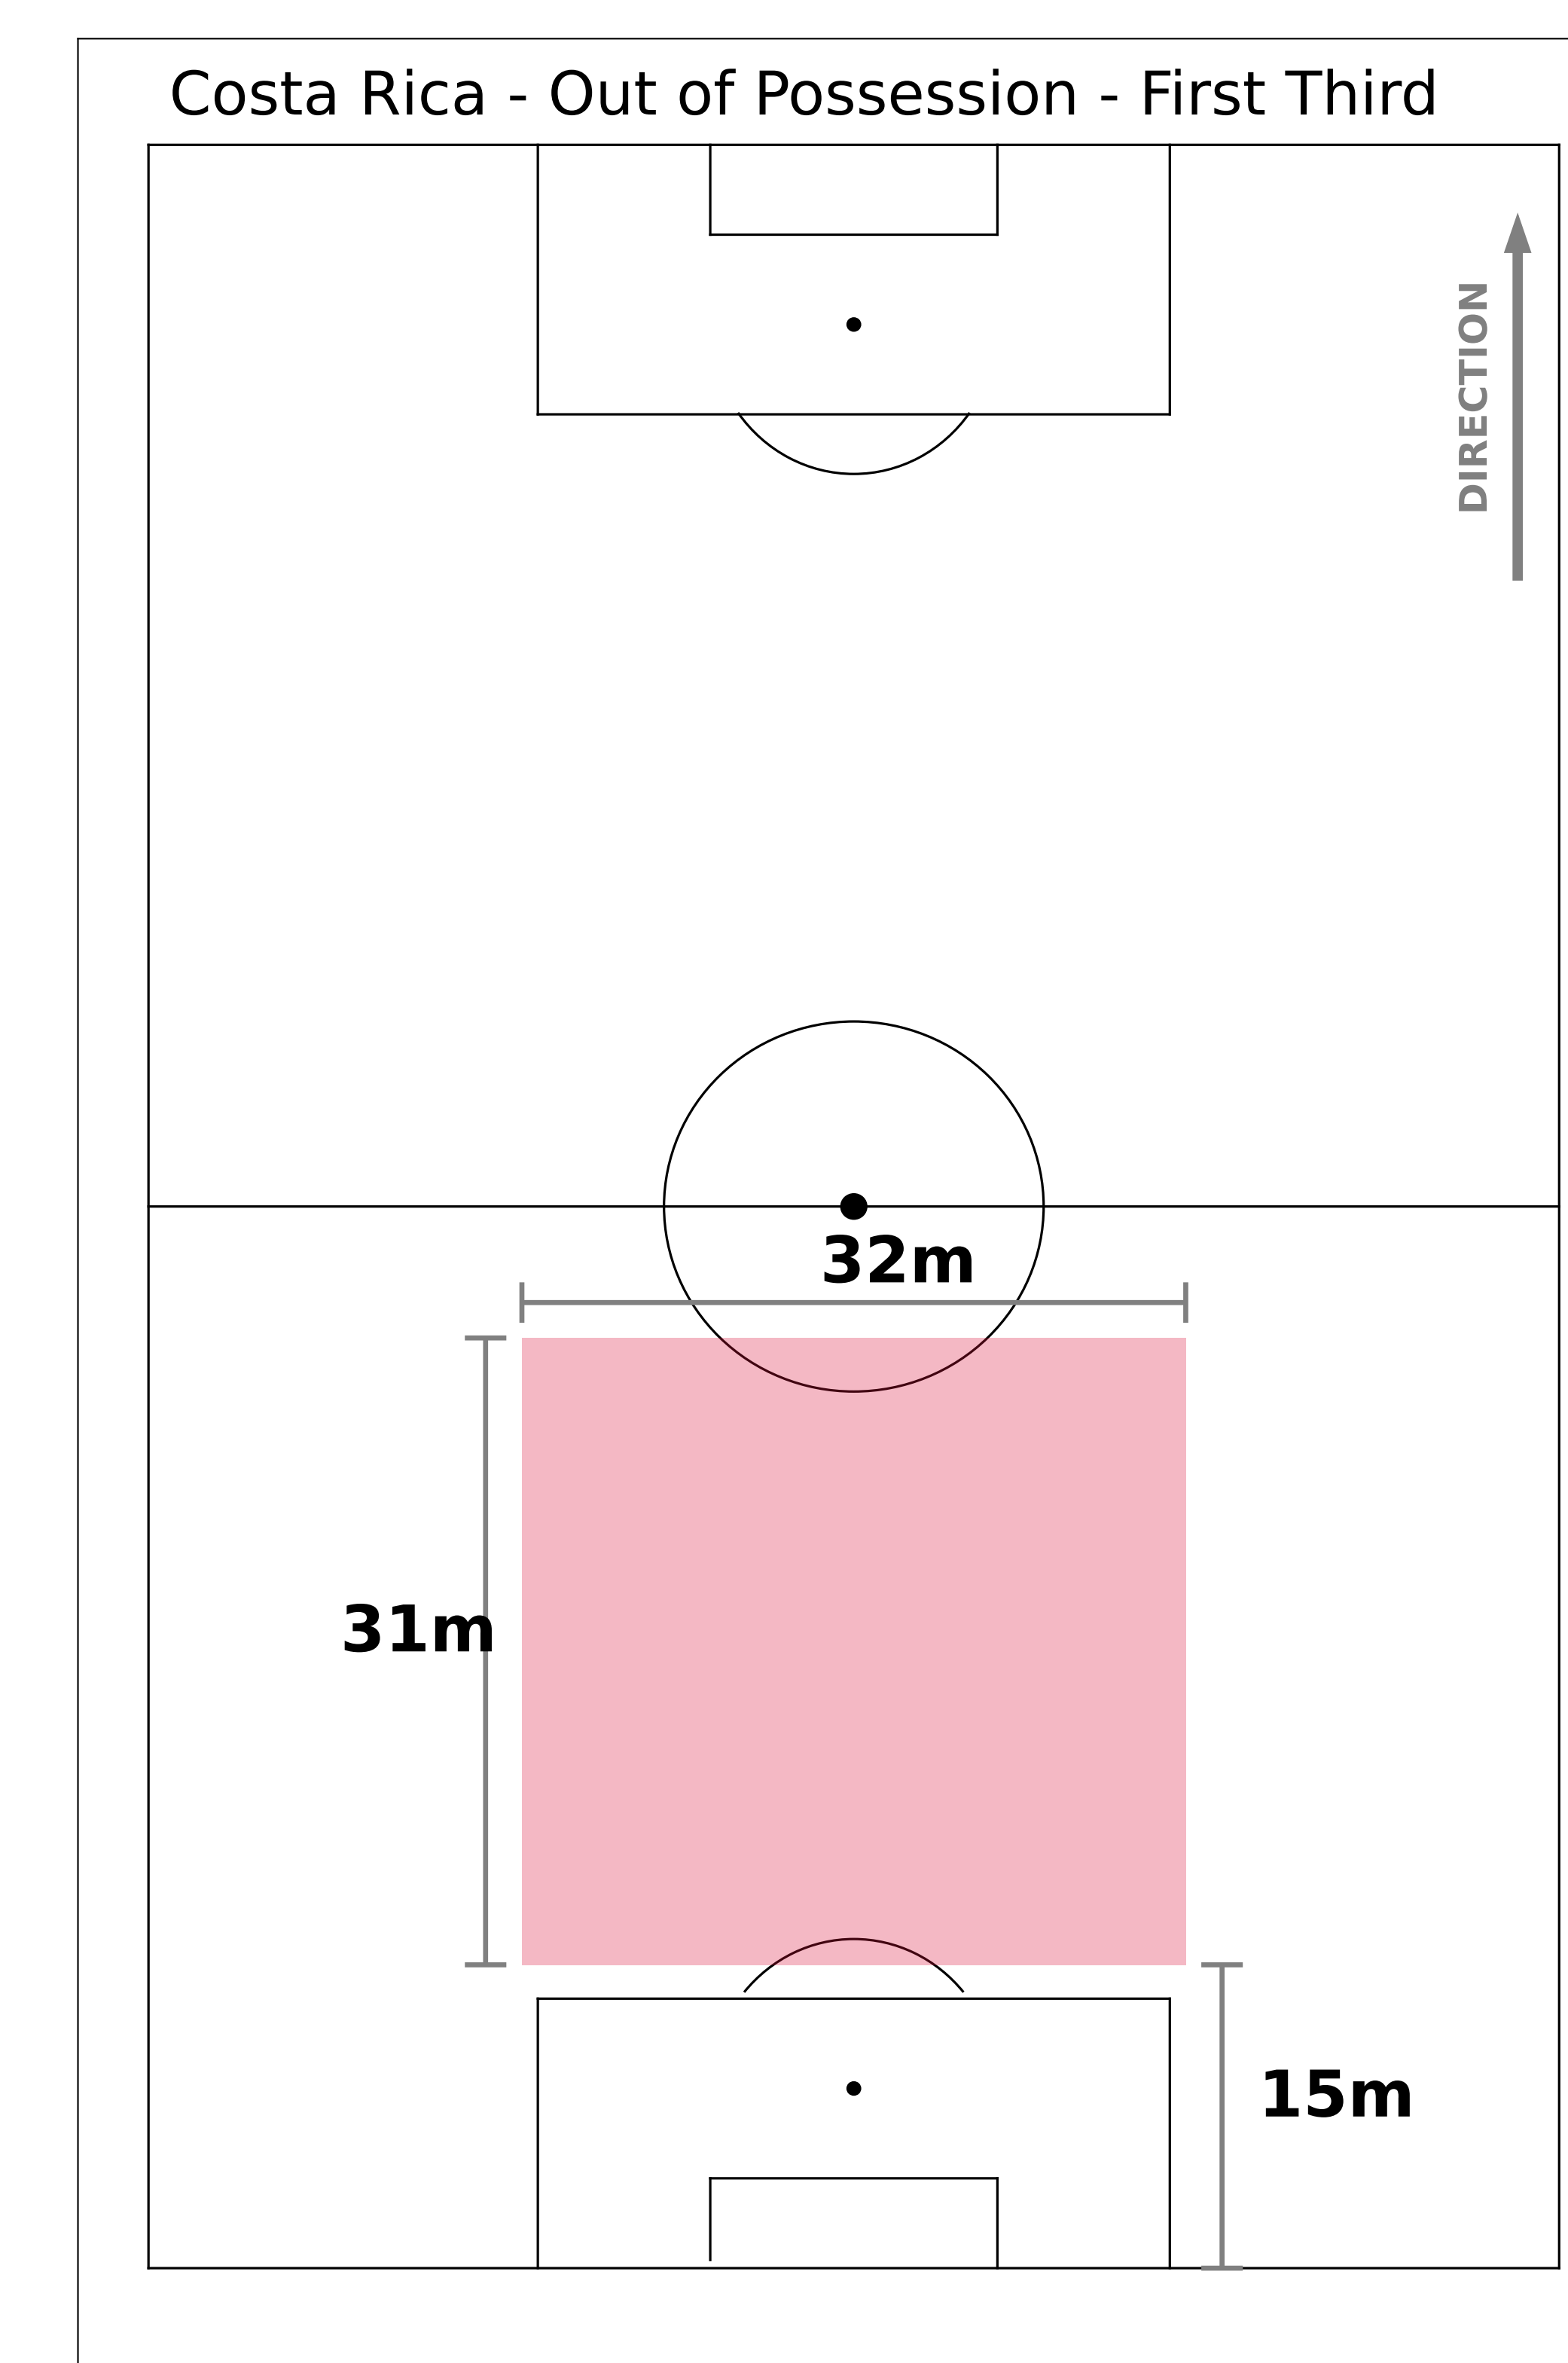 Costa Rica - Out of Possession - First Third
DIRECTION
32m
31m
15m